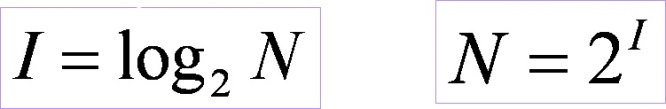 I = log₂ N
N = 2ᴵ